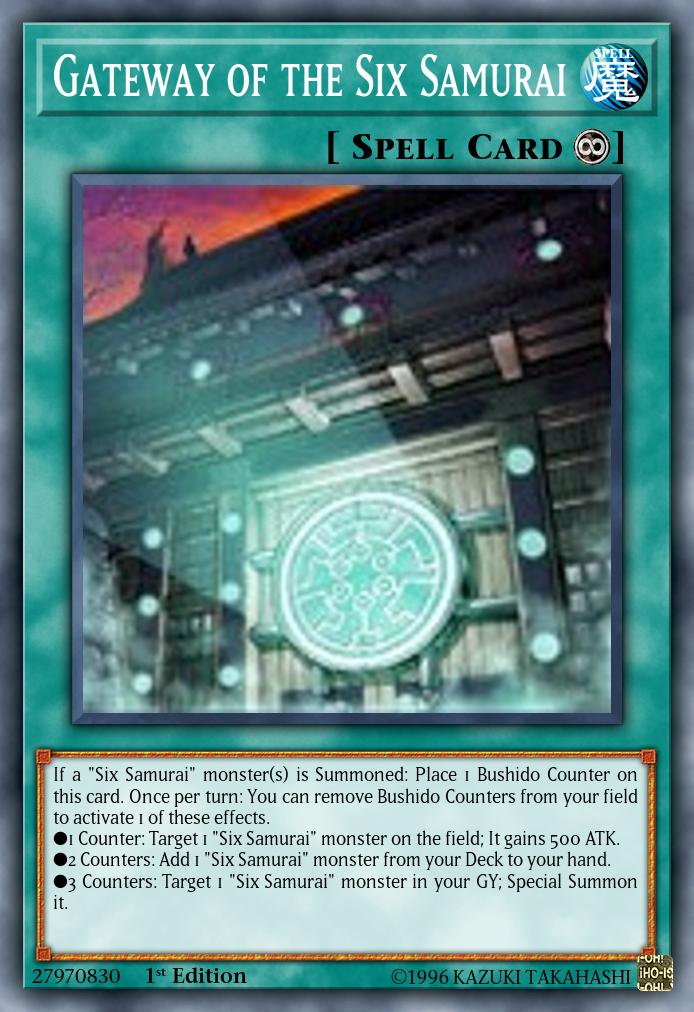 GATEWAY OF THE SIX SAMURAI
SPELL
魔
[ SPELL CARD ]
If a "Six Samurai" monster(s) is Summoned: Place 1 Bushido Counter on
this card. Once per turn: You can remove Bushido Counters from your field
to activate 1 of these effects.
●1 Counter: Target 1 "Six Samurai" monster on the field; It gains 500 ATK.
●2 Counters: Add 1 "Six Samurai" monster from your Deck to your hand.
●3 Counters: Target 1 "Six Samurai" monster in your GY; Special Summon
it.
27970830 1st Edition ©1996 KAZUKI TAKAHASHI